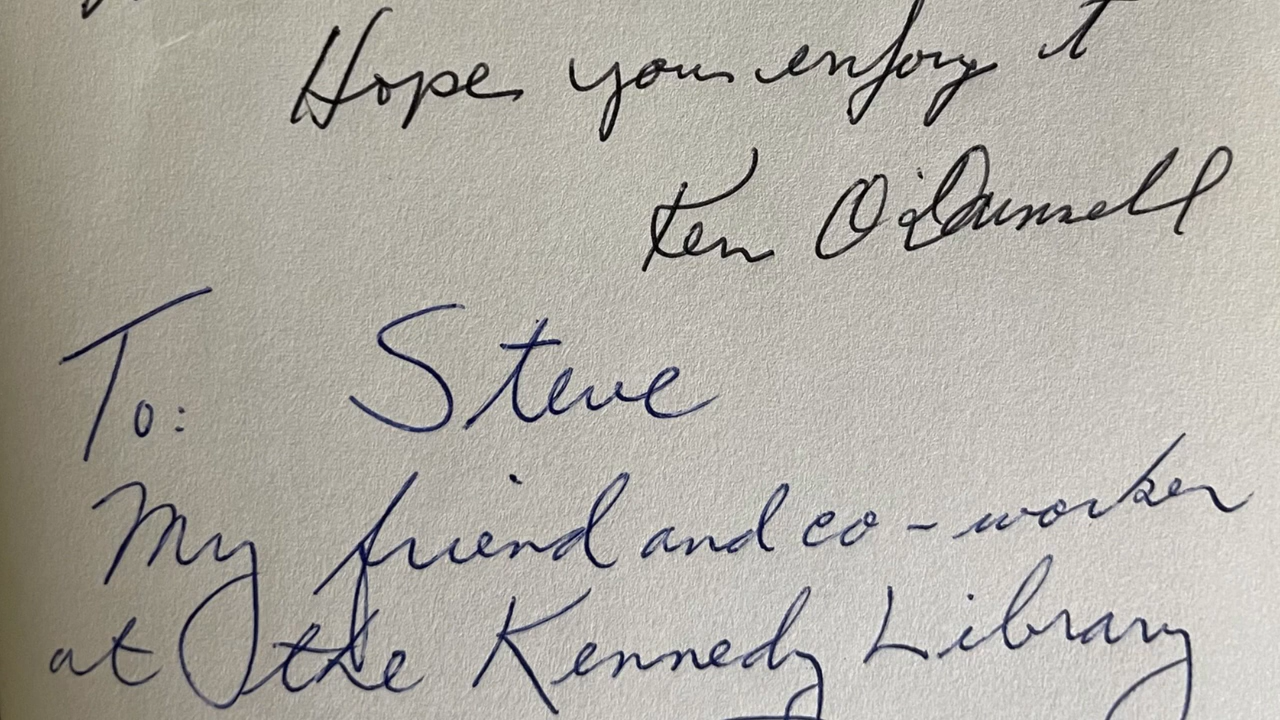 Hope you enjoy it
Ken O'Donnell
To: Steve
My friend and co-worker
at the Kennedy Library